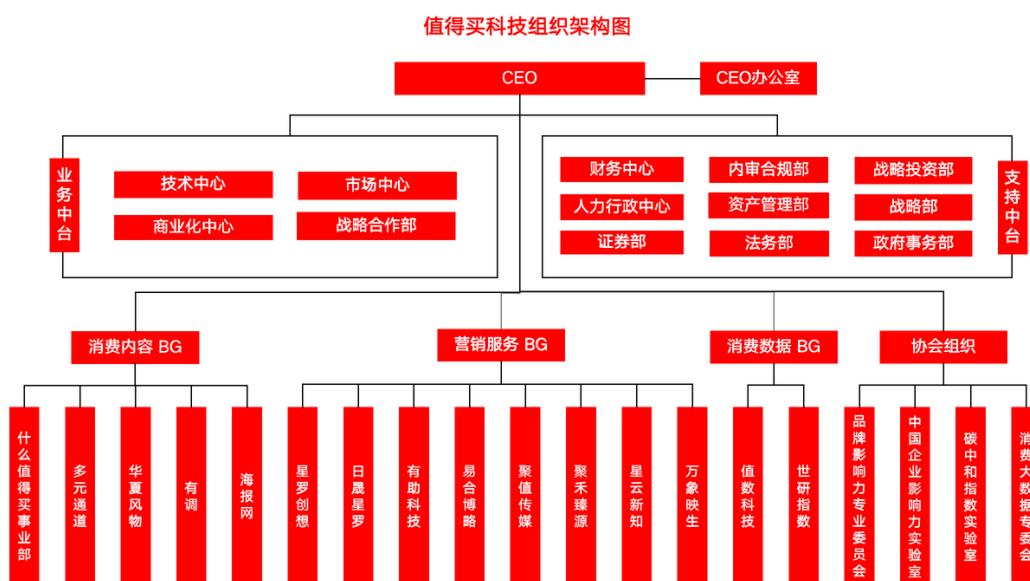 值得买科技组织架构图
CEO
CEO办公室
业务中台
技术中心
市场中心
商业化中心
战略合作部
财务中心
内审合规部
战略投资部
人力行政中心
资产管理部
战略部
证券部
法务部
政府事务部
支持中台
消费内容 BG
营销服务 BG
消费数据 BG
协会组织
什么值得买事业部
多元通道
华夏风物
有调
海报网
星罗创想
日晟星罗
有助科技
易合博略
聚值传媒
聚禾臻源
星云新知
万象映生
值数科技
世研指数
品牌影响力专业委员会
中国企业影响力实验室
碳中和指数实验室
消费大数据专委会